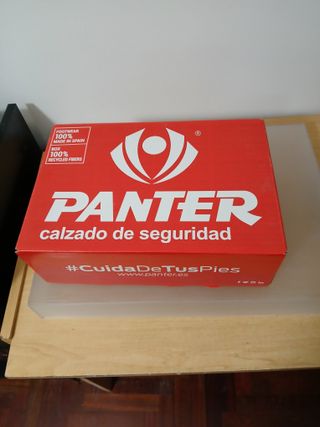 FOOTWEAR
100%
MADE IN SPAIN
BOX
100%
RECYCLED FIBERS
®
PANTER
calzado de seguridad
#CuidaDeTusPies
www.panter.es